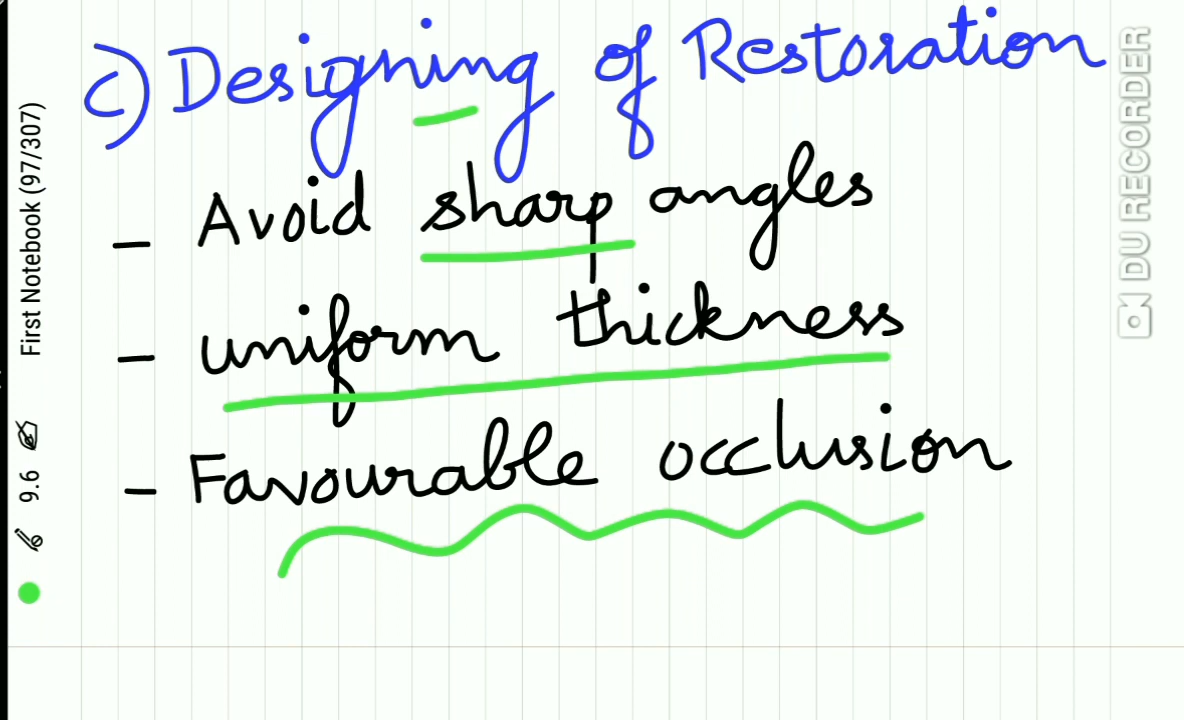 c) Designing of Restoration
- Avoid sharp angles
- uniform thickness
- Favourable occlusion
First Notebook (97/307)
9.6
DU RECORDER